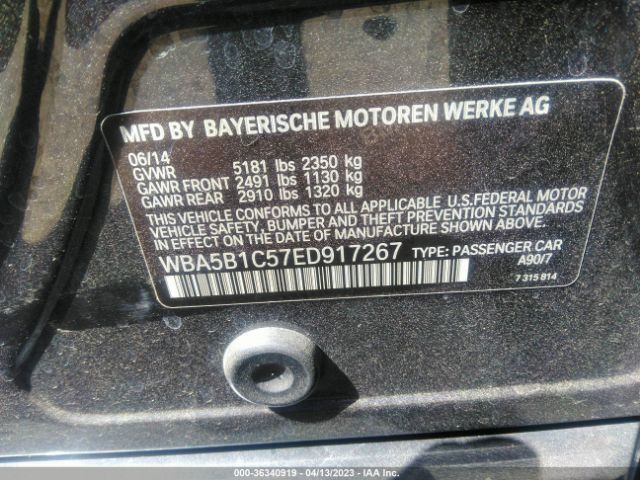 MFD BY BAYERISCHE MOTOREN WERKE AG
06/14
GVWR 5181 lbs 2350 kg
GAWR FRONT 2491 lbs 1130 kg
GAWR REAR 2910 lbs 1320 kg
THIS VEHICLE CONFORMS TO ALL APPLICABLE U.S.FEDERAL MOTOR
VEHICLE SAFETY, BUMPER AND THEFT PREVENTION STANDARDS
IN EFFECT ON THE DATE OF MANUFACTURE SHOWN ABOVE.
WBA5B1C57ED917267 TYPE: PASSENGER CAR
A90/7
7 315 814
000-36340919 - 04/13/2023 - IAA Inc.